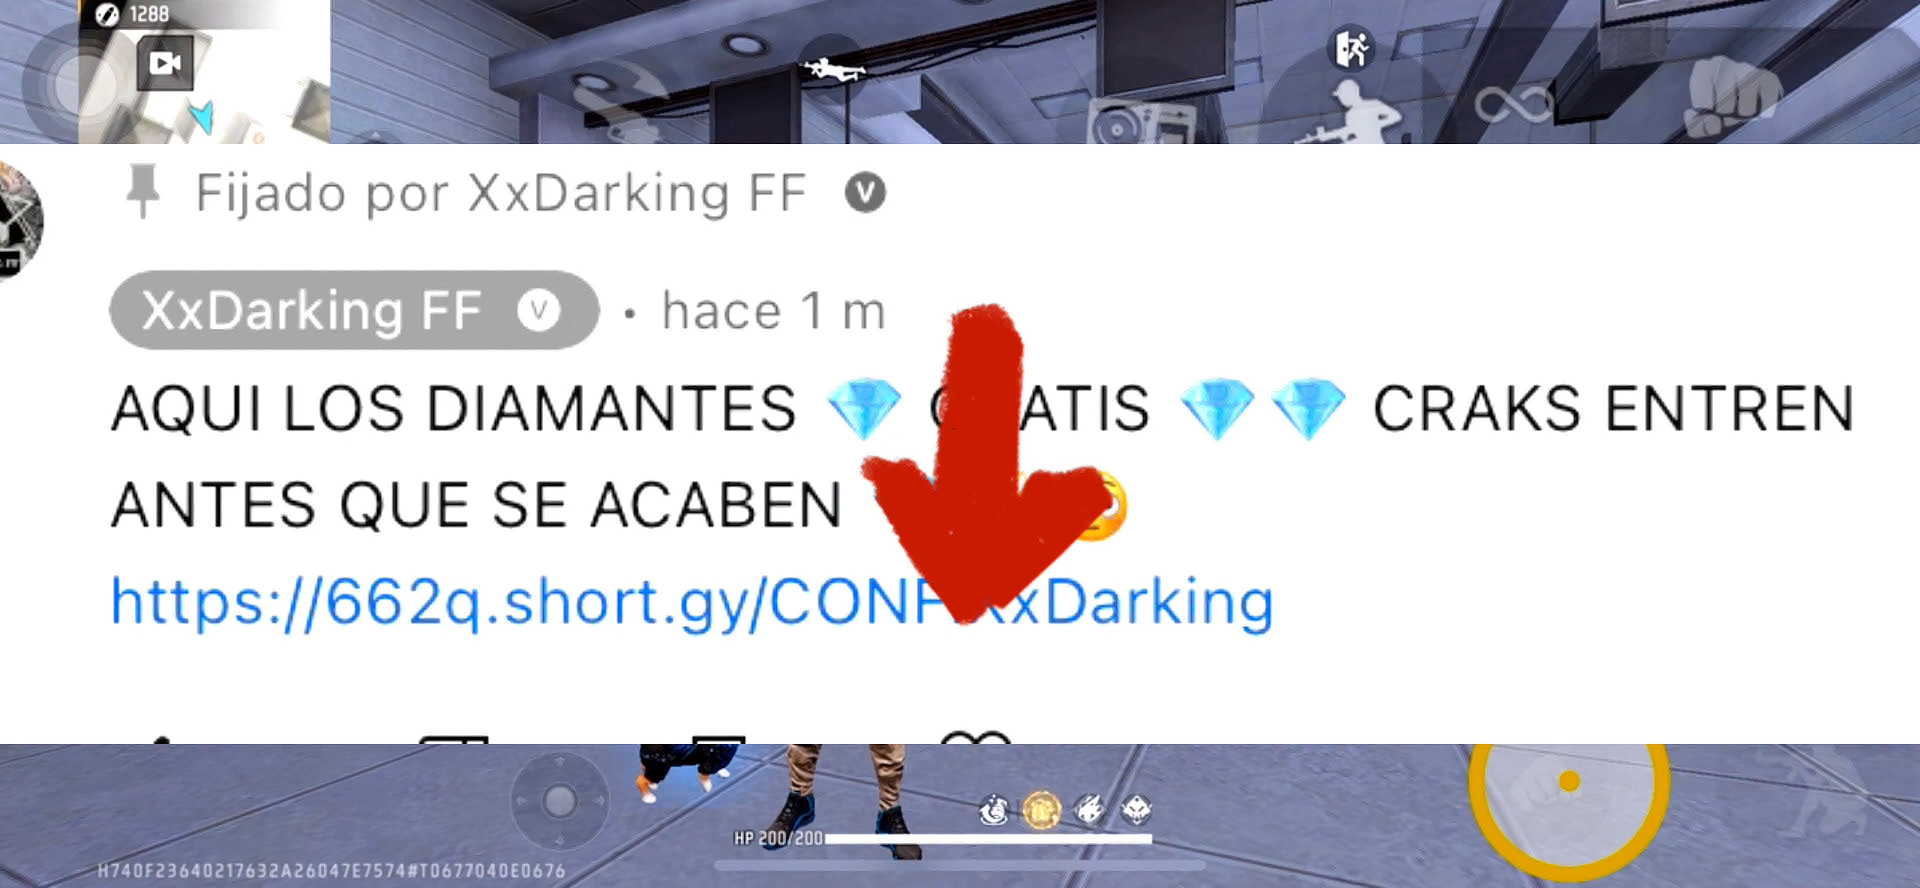 1288
Fijado por XxDarking FF
XxDarking FF • hace 1 m
AQUI LOS DIAMANTES 💎 💎💎 CRAKS ENTREN
ANTES QUE SE ACABEN
https://662q.short.gy/CONF
xDarking
HP 200/200
H740F23640217632A26047E7574#T0677040E0676